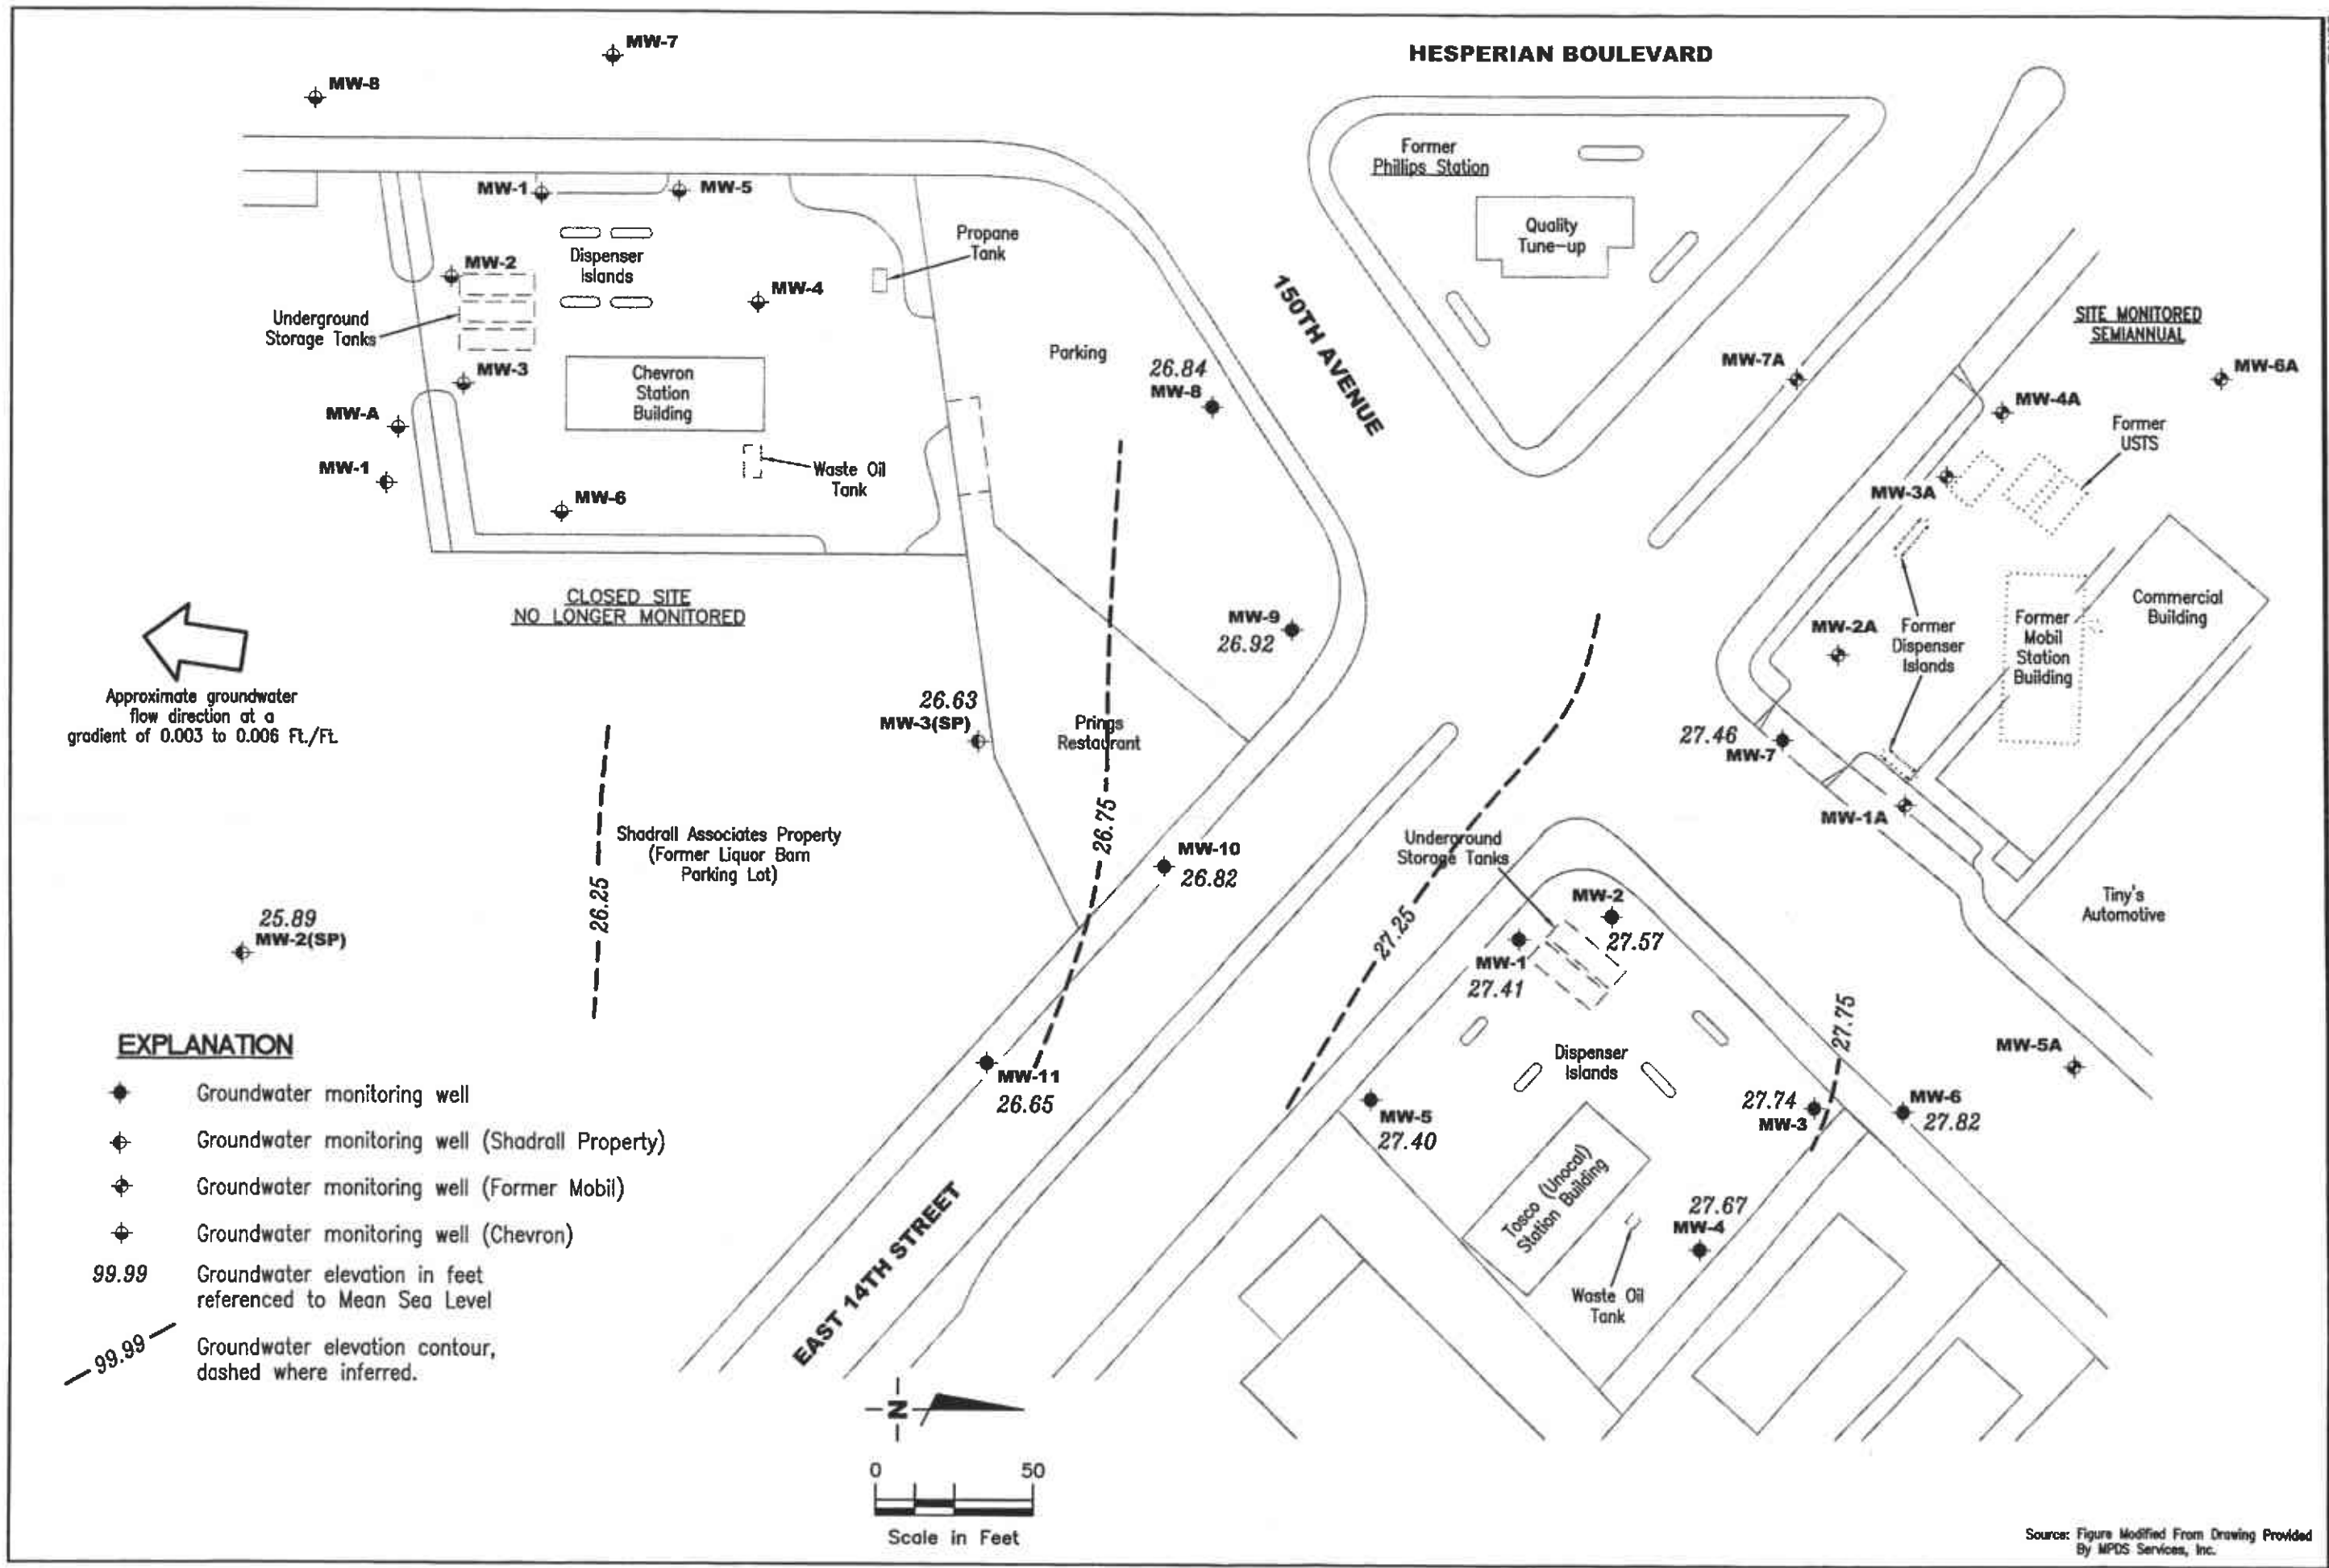 HESPERIAN BOULEVARD
MW-7
MW-8
MW-1
MW-5
Former
Phillips Station
Quality
Tune-up
Propane
Tank
Dispenser
Islands
MW-2
MW-4
Underground
Storage Tanks
150TH AVENUE
SITE MONITORED
SEMIANNUAL
MW-3
Chevron
Station
Building
Parking
26.84
MW-8
MW-7A
MW-6A
MW-4A
MW-A
Former
USTS
MW-1
Waste Oil
Tank
MW-6
MW-3A
CLOSED SITE
NO LONGER MONITORED
MW-9
26.92
MW-2A
Former
Dispenser
Islands
Former
Mobil
Station
Building
Commercial
Building
Approximate groundwater
flow direction at a
gradient of 0.003 to 0.006 Ft./Ft.
26.63
MW-3(SP)
Prings
Restaurant
27.46
MW-7
26.75
MW-1A
Shadrall Associates Property
(Former Liquor Barn
Parking Lot)
26.25
MW-10
26.82
Underground
Storage Tanks
27.25
MW-2
27.57
MW-1
27.41
Tiny's
Automotive
25.89
MW-2(SP)
27.75
MW-5A
Dispenser
Islands
MW-11
26.65
MW-5
27.40
27.74
MW-3
MW-6
27.82
Tosco (Unocal)
Station Building
27.67
MW-4
Waste Oil
Tank
EAST 14TH STREET
EXPLANATION
Groundwater monitoring well
Groundwater monitoring well (Shadrall Property)
Groundwater monitoring well (Former Mobil)
Groundwater monitoring well (Chevron)
99.99 Groundwater elevation in feet
referenced to Mean Sea Level
99.99 Groundwater elevation contour,
dashed where inferred.
N
0 50
Scale in Feet
Source: Figure Modified From Drawing Provided
By MPDS Services, Inc.